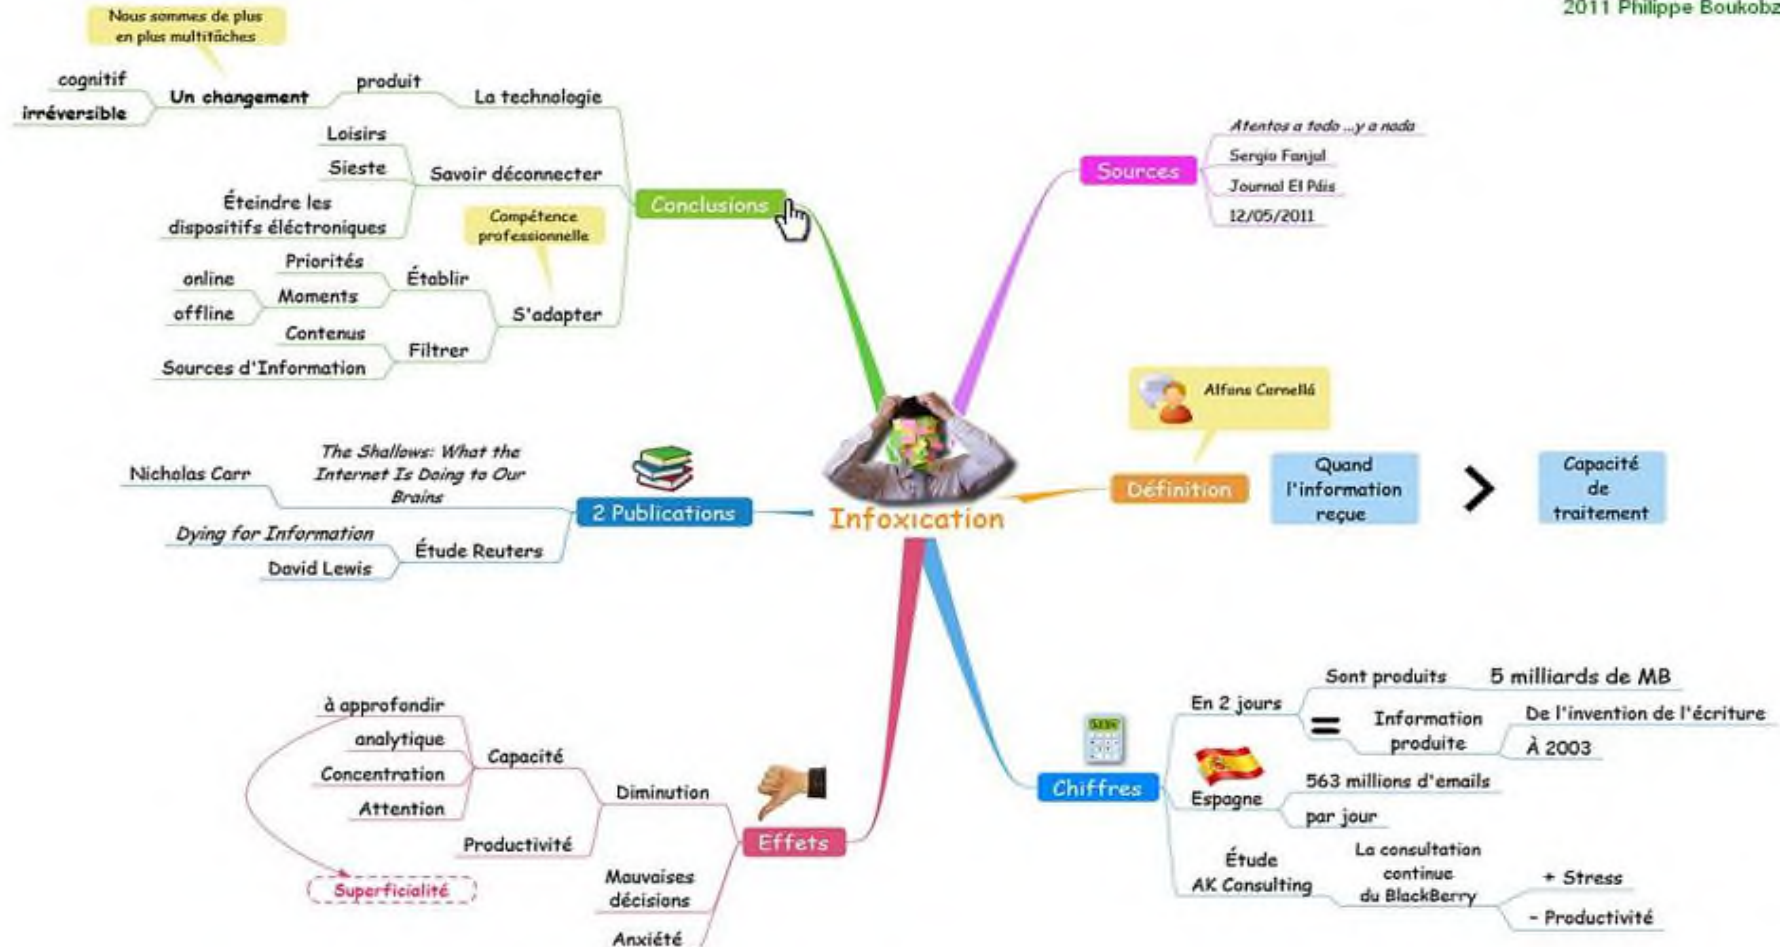 2011 Philippe Boukobz
Nous sommes de plus
en plus multitâches
cognitif
irréversible
Un changement
produit
La technologie
Loisirs
Sieste
Éteindre les
dispositifs éléctroniques
Savoir déconnecter
Compétence
professionnelle
Priorités
online
Moments
offline
Établir
Contenus
Sources d'Information
Filtrer
S'adapter
Conclusions
Sources
Atentos a todo ...y a nada
Sergio Fanjul
Journal El Páis
12/05/2011
Alfons Cornellá
Définition
Quand
l'information
reçue
>
Capacité
de
traitement
Infoxication
2 Publications
The Shallows: What the
Internet Is Doing to Our
Brains
Nicholas Carr
Étude Reuters
Dying for Information
David Lewis
Effets
Diminution
Capacité
à approfondir
analytique
Concentration
Attention
Productivité
Superficialité
Mauvaises
décisions
Anxiété
Chiffres
En 2 jours
Sont produits
5 milliards de MB
=
Information
produite
De l'invention de l'écriture
À 2003
Espagne
563 millions d'emails
par jour
Étude
AK Consulting
La consultation
continue
du BlackBerry
+ Stress
- Productivité